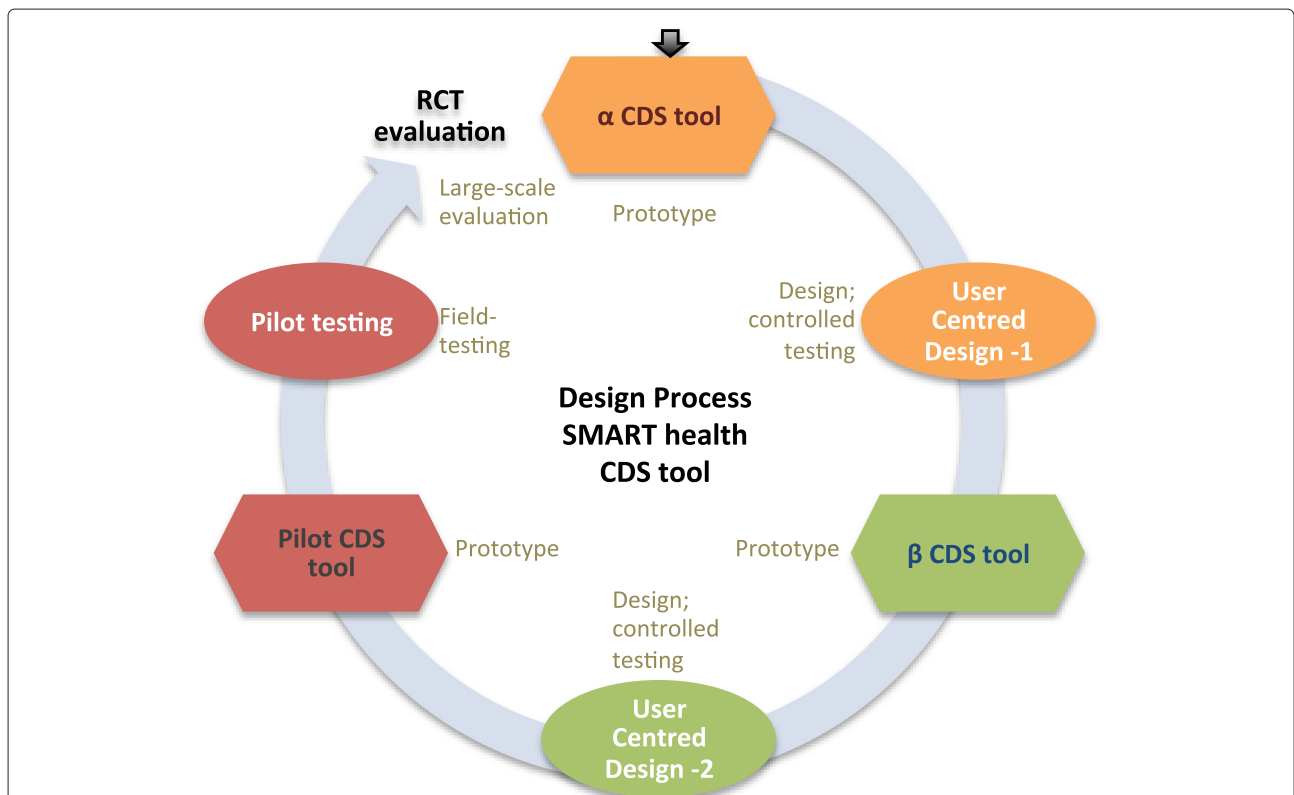 RCT
evaluation
α CDS tool
Large-scale
evaluation
Prototype
Design;
controlled
testing
User
Centred
Design -1
Pilot testing
Field-
testing
Design Process
SMART health
CDS tool
Pilot CDS
tool
Prototype
Prototype
β CDS tool
Design;
controlled
testing
User
Centred
Design -2